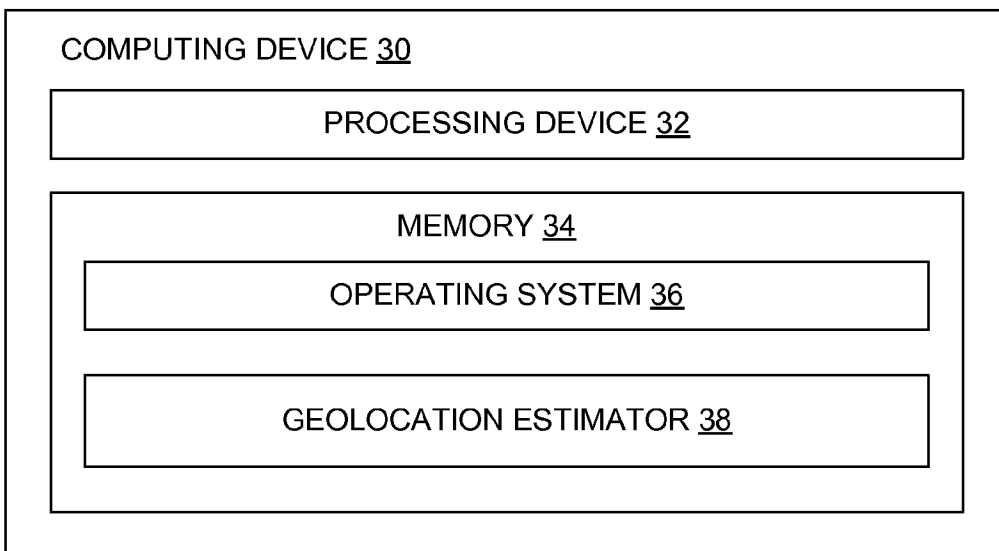 COMPUTING DEVICE 30
PROCESSING DEVICE 32
MEMORY 34
OPERATING SYSTEM 36
GEOLOCATION ESTIMATOR 38